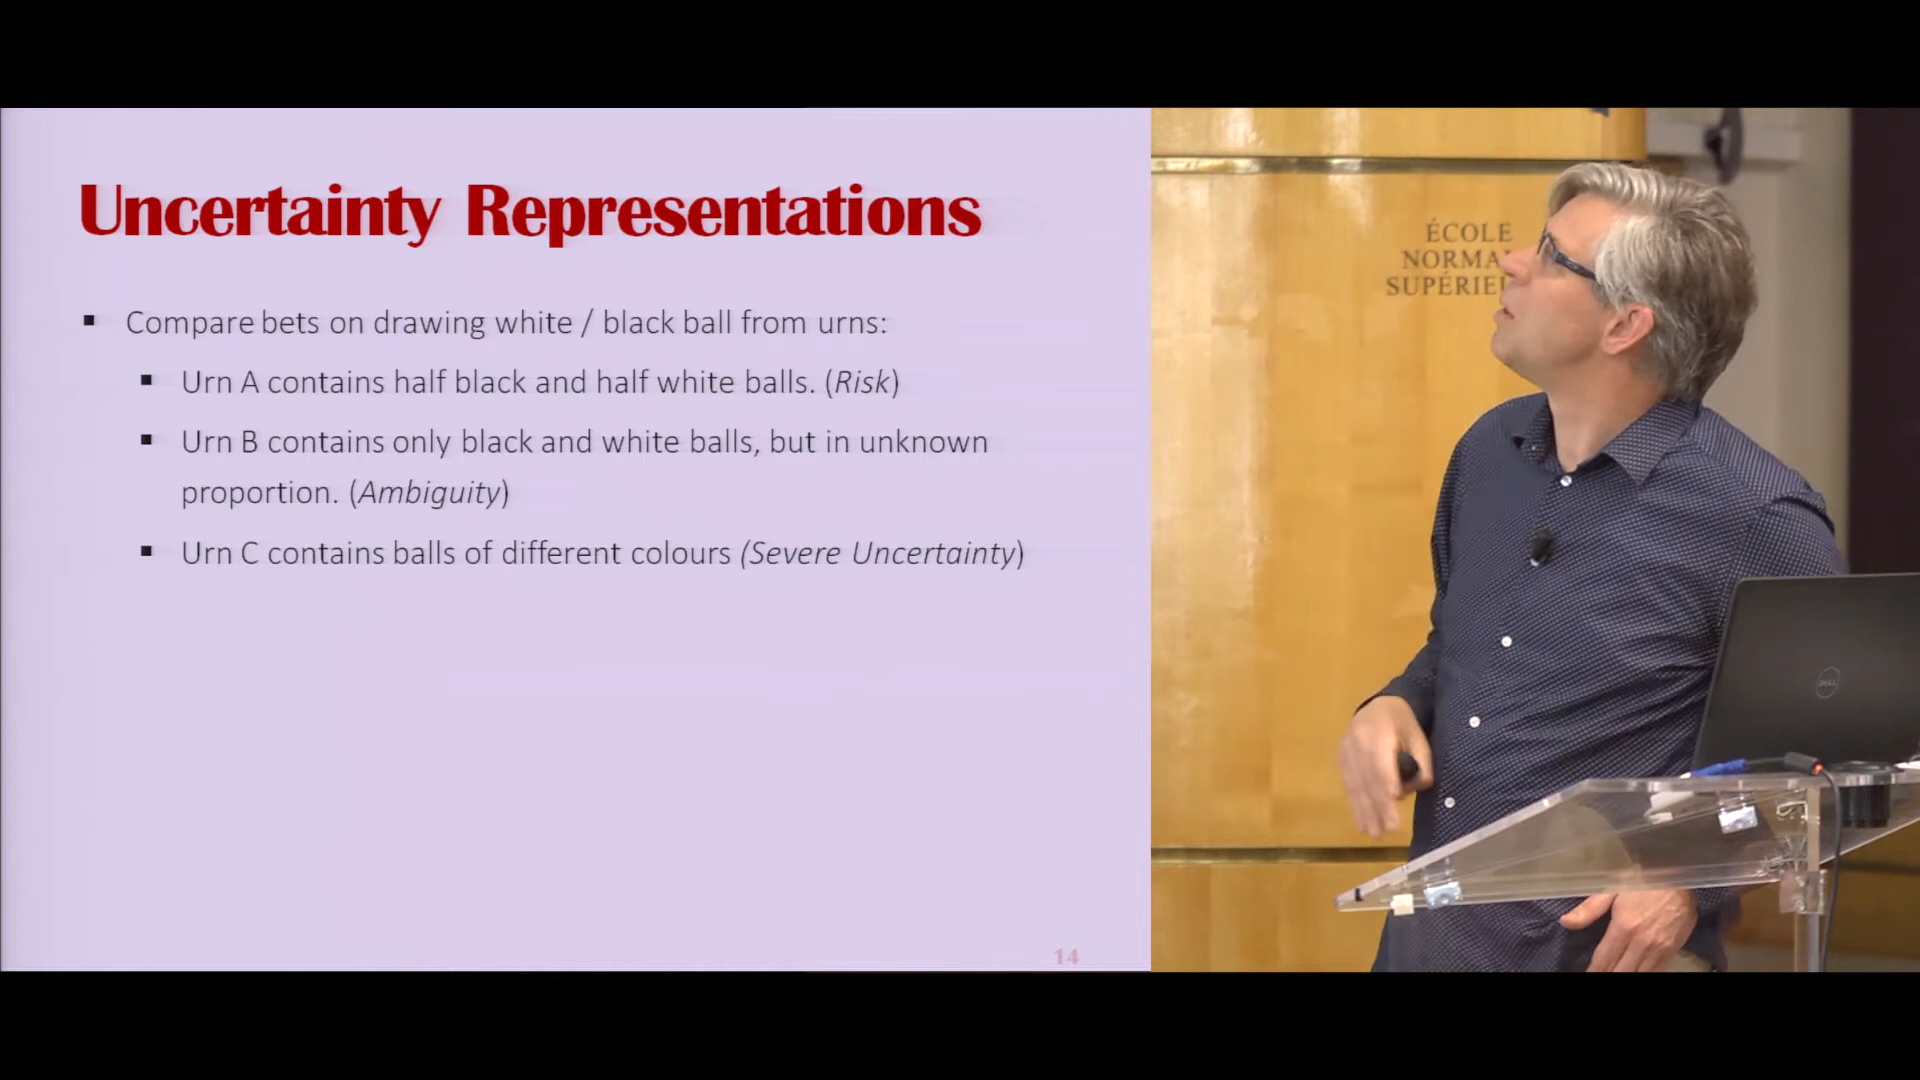 Uncertainty Representations
▪ Compare bets on drawing white / black ball from urns:
▪ Urn A contains half black and half white balls. (Risk)
▪ Urn B contains only black and white balls, but in unknown
proportion. (Ambiguity)
▪ Urn C contains balls of different colours (Severe Uncertainty)
14
ÉCOLE
NORMA
SUPÉRIEU
DELL